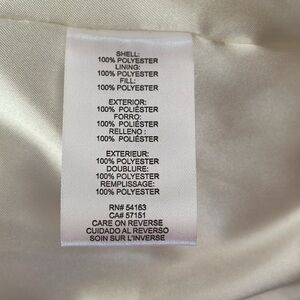 SHELL:
100% POLYESTER
LINING:
100% POLYESTER
FILL:
100% POLYESTER
EXTERIOR:
100% POLIÉSTER
FORRO:
100% POLIÉSTER
RELLENO :
100% POLIÉSTER
EXTERIEUR:
100% POLYESTER
DOUBLURE:
100% POLYESTER
REMPLISSAGE:
100% POLYESTER
RN# 54163
CA# 57151
CARE ON REVERSE
CUIDADO AL REVERSO
SOIN SUR L'INVERSE